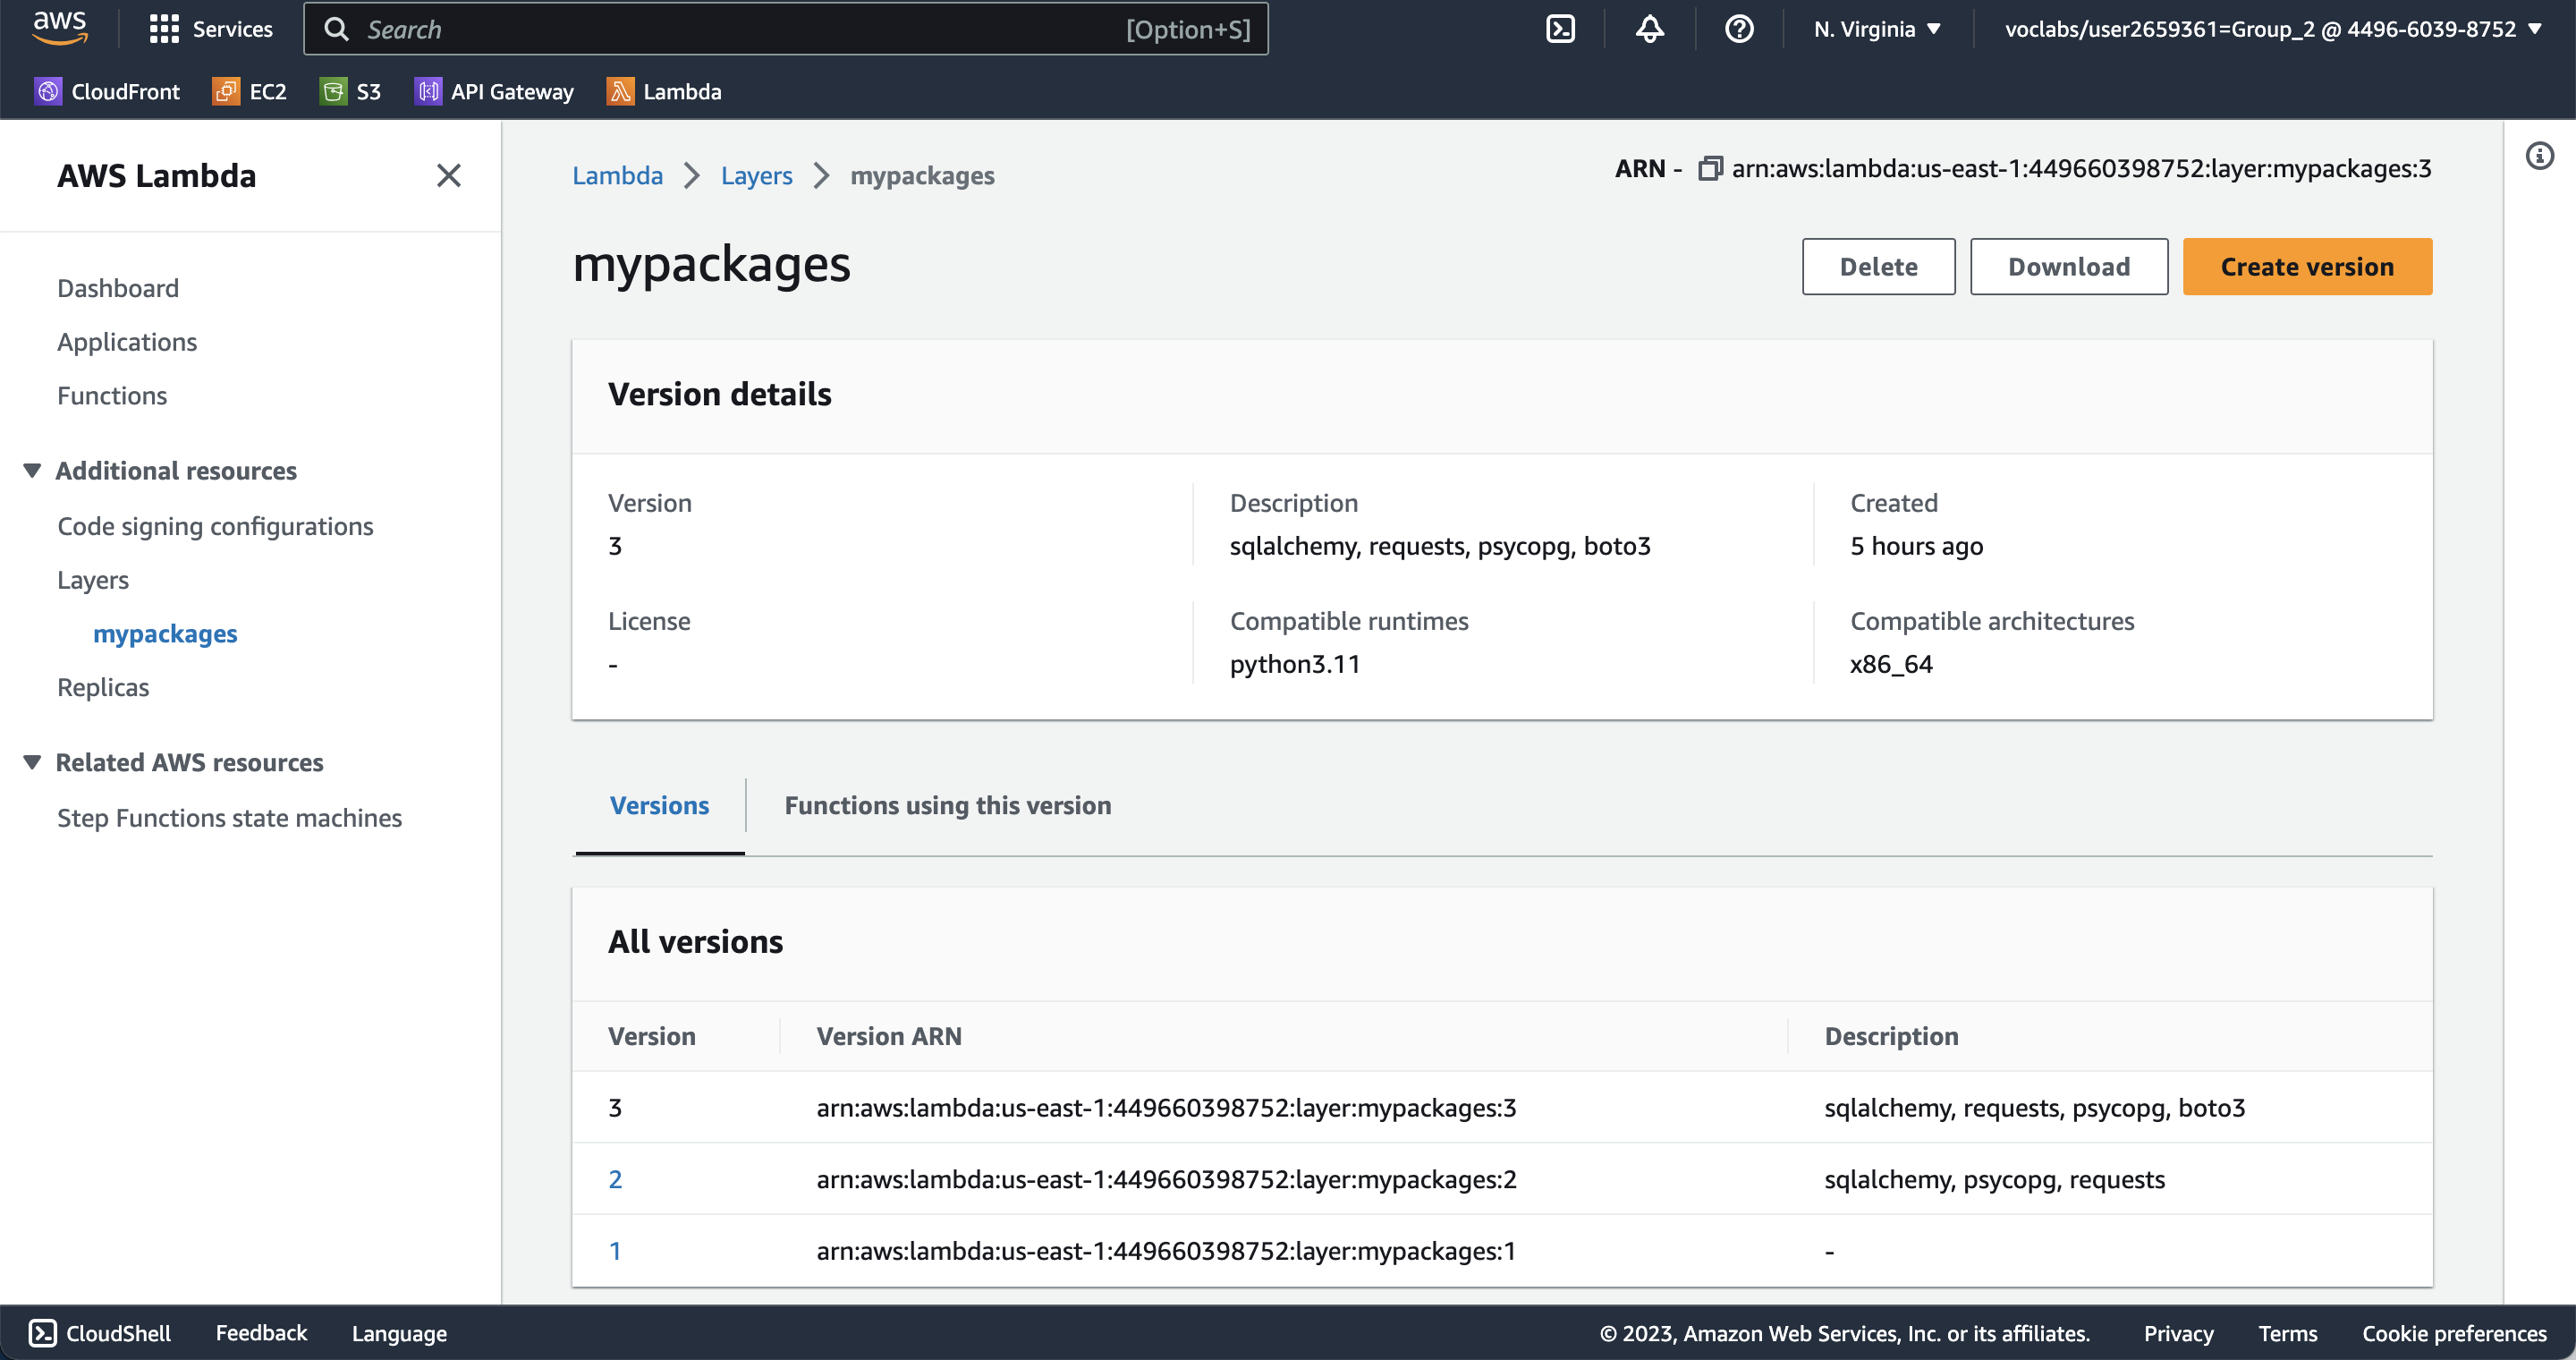 aws
Services
Search
[Option+S]
N. Virginia
voclabs/user2659361=Group_2 @ 4496-6039-8752
CloudFront
EC2
S3
API Gateway
Lambda
AWS Lambda
Dashboard
Applications
Functions
Additional resources
Code signing configurations
Layers
mypackages
Replicas
Related AWS resources
Step Functions state machines
Lambda
Layers
mypackages
ARN - arn:aws:lambda:us-east-1:449660398752:layer:mypackages:3
mypackages
Delete
Download
Create version
Version details
Version
3
Description
sqlalchemy, requests, psycopg, boto3
Created
5 hours ago
License
-
Compatible runtimes
python3.11
Compatible architectures
x86_64
Versions
Functions using this version
All versions
Version
Version ARN
Description
3
arn:aws:lambda:us-east-1:449660398752:layer:mypackages:3
sqlalchemy, requests, psycopg, boto3
2
arn:aws:lambda:us-east-1:449660398752:layer:mypackages:2
sqlalchemy, psycopg, requests
1
arn:aws:lambda:us-east-1:449660398752:layer:mypackages:1
-
CloudShell
Feedback
Language
© 2023, Amazon Web Services, Inc. or its affiliates.
Privacy
Terms
Cookie preferences